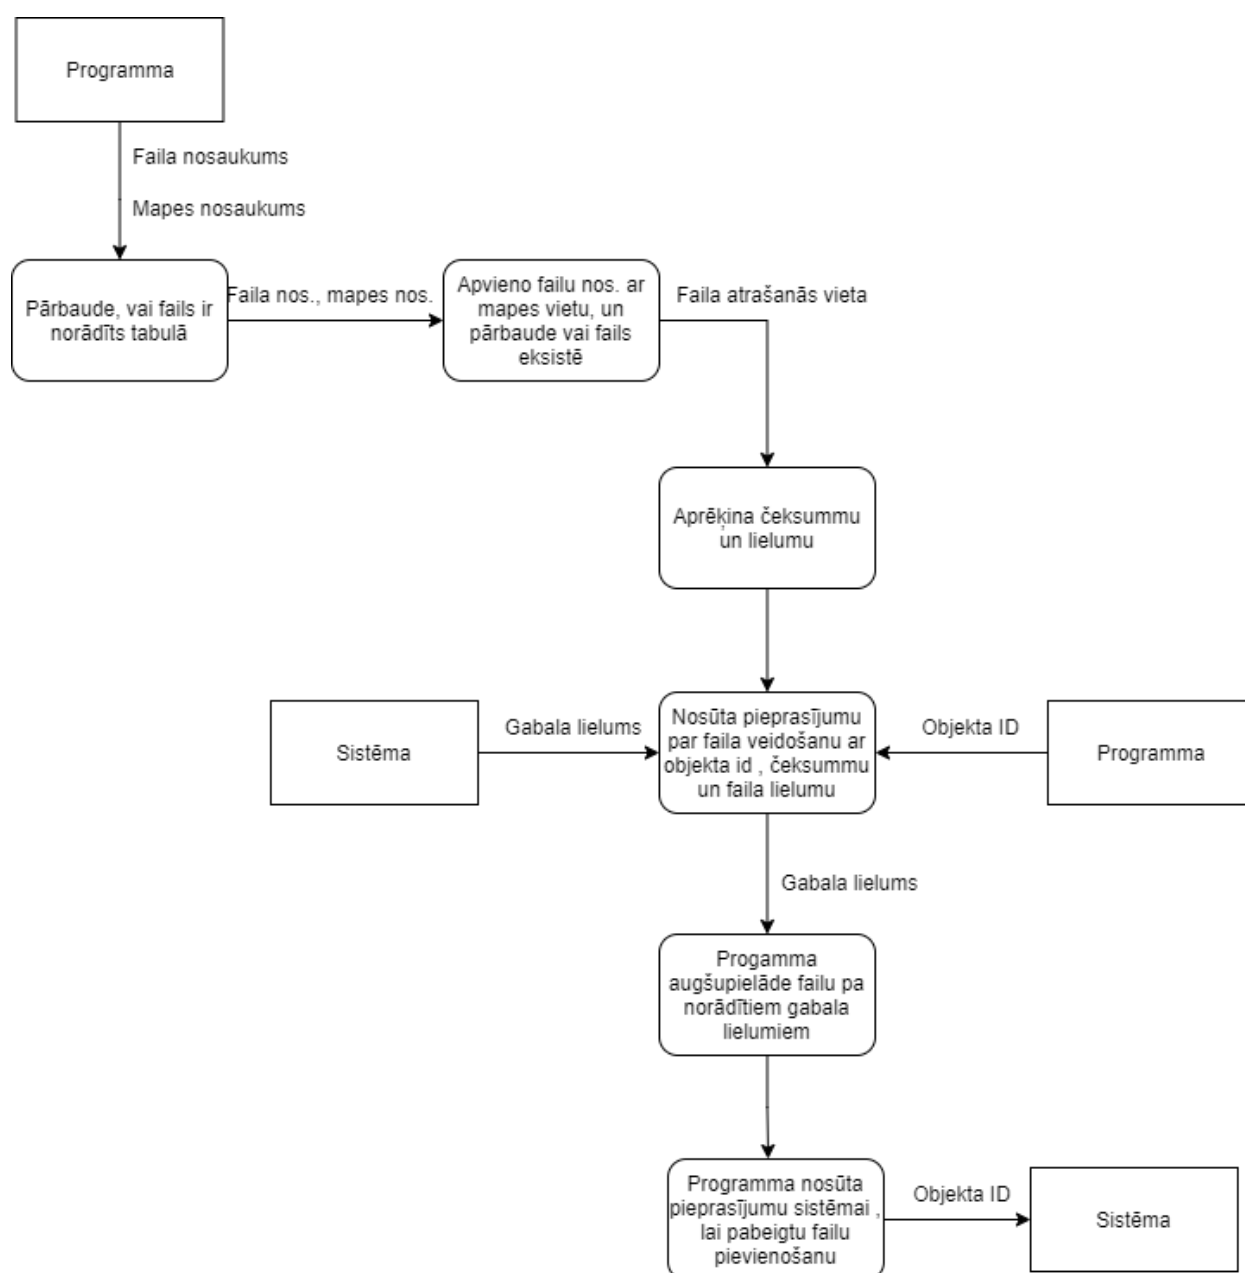 Programma
Faila nosaukums
Mapes nosaukums
Pārbaude, vai fails ir
norādīts tabulā
Faila nos., mapes nos.
Apvieno failu nos. ar
mapes vietu, un
pārbaude vai fails
eksistē
Faila atrašanās vieta
Aprēķina čeksummu
un lielumu
Sistēma
Gabala lielums
Nosūta pieprasījumu
par faila veidošanu ar
objekta id , čeksummu
un faila lielumu
Objekta ID
Programma
Gabala lielums
Progamma
augšupielāde failu pa
norādītiem gabala
lielumiem
Programma nosūta
pieprasījumu sistēmai ,
lai pabeigtu failu
pievienošanu
Objekta ID
Sistēma